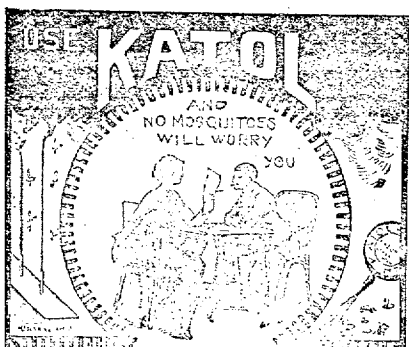 USE
KATOL
AND
NO MOSQUITOES
WILL WORRY
YOU